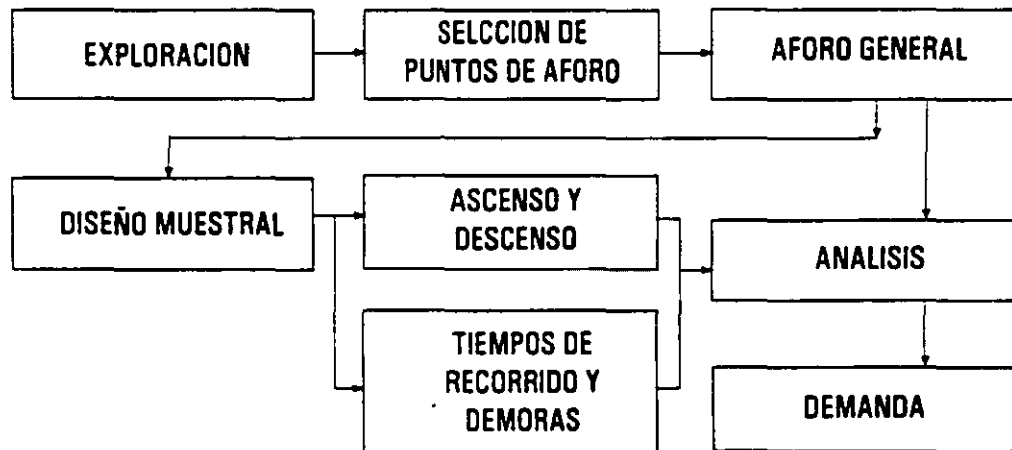 EXPLORACION
SELCCION DE
PUNTOS DE AFORO
AFORO GENERAL
DISEÑO MUESTRAL
ASCENSO Y
DESCENSO
ANALISIS
TIEMPOS DE
RECORRIDO Y
DEMORAS
DEMANDA